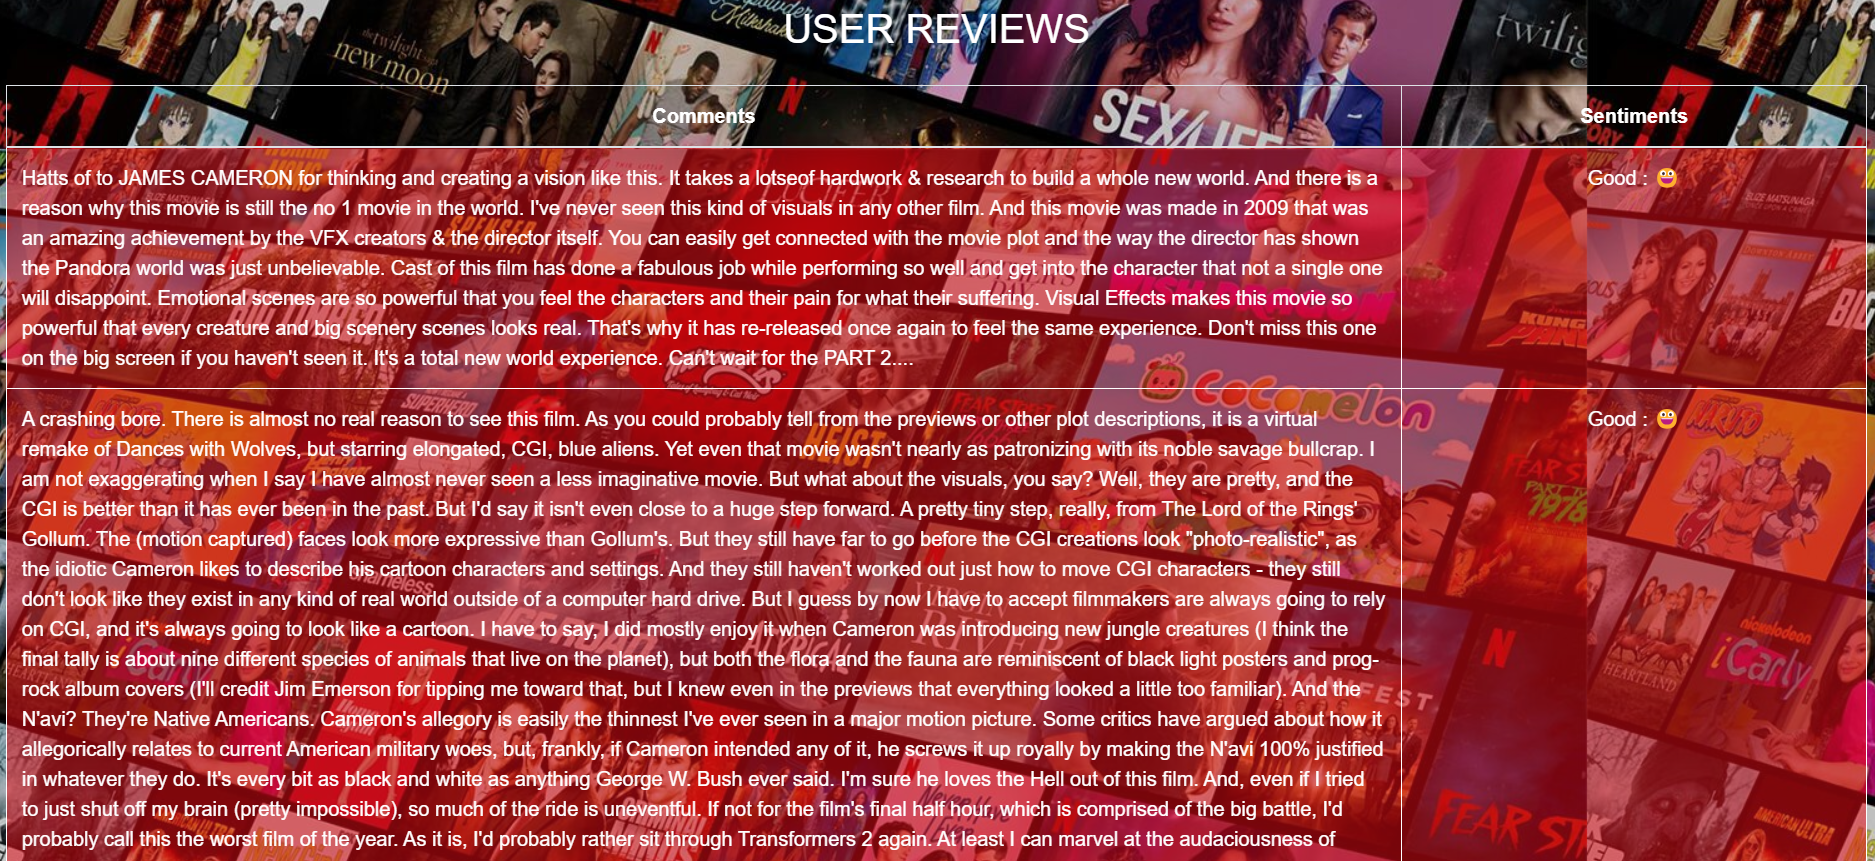 USER REVIEWS
Comments
Sentiments
Hatts of to JAMES CAMERON for thinking and creating a vision like this. It takes a lotseof hardwork & research to build a whole new world. And there is a
reason why this movie is still the no 1 movie in the world. I've never seen this kind of visuals in any other film. And this movie was made in 2009 that was
an amazing achievement by the VFX creators & the director itself. You can easily get connected with the movie plot and the way the director has shown
the Pandora world was just unbelievable. Cast of this film has done a fabulous job while performing so well and get into the character that not a single one
will disappoint. Emotional scenes are so powerful that you feel the characters and their pain for what their suffering. Visual Effects makes this movie so
powerful that every creature and big scenery scenes looks real. That's why it has re-released once again to feel the same experience. Don't miss this one
on the big screen if you haven't seen it. It's a total new world experience. Can't wait for the PART 2....
Good : 😃
A crashing bore. There is almost no real reason to see this film. As you could probably tell from the previews or other plot descriptions, it is a virtual
remake of Dances with Wolves, but starring elongated, CGI, blue aliens. Yet even that movie wasn't nearly as patronizing with its noble savage bullcrap. I
am not exaggerating when I say I have almost never seen a less imaginative movie. But what about the visuals, you say? Well, they are pretty, and the
CGI is better than it has ever been in the past. But I'd say it isn't even close to a huge step forward. A pretty tiny step, really, from The Lord of the Rings'
Gollum. The (motion captured) faces look more expressive than Gollum's. But they still have far to go before the CGI creations look "photo-realistic", as
the idiotic Cameron likes to describe his cartoon characters and settings. And they still haven't worked out just how to move CGI characters - they still
don't look like they exist in any kind of real world outside of a computer hard drive. But I guess by now I have to accept filmmakers are always going to rely
on CGI, and it's always going to look like a cartoon. I have to say, I did mostly enjoy it when Cameron was introducing new jungle creatures (I think the
final tally is about nine different species of animals that live on the planet), but both the flora and the fauna are reminiscent of black light posters and prog-
rock album covers (I'll credit Jim Emerson for tipping me toward that, but I knew even in the previews that everything looked a little too familiar). And the
N'avi? They're Native Americans. Cameron's allegory is easily the thinnest I've ever seen in a major motion picture. Some critics have argued about how it
allegorically relates to current American military woes, but, frankly, if Cameron intended any of it, he screws it up royally by making the N'avi 100% justified
in whatever they do. It's every bit as black and white as anything George W. Bush ever said. I'm sure he loves the Hell out of this film. And, even if I tried
to just shut off my brain (pretty impossible), so much of the ride is uneventful. If not for the film's final half hour, which is comprised of the big battle, I'd
probably call this the worst film of the year. As it is, I'd probably rather sit through Transformers 2 again. At least I can marvel at the audaciousness of
Good : 😃
the twilight saga
new moon
Milkshake
SEX/LIFE
CoComelon
HEIST
nickelodeon
iCarly
HEARTLAND
NARUTO
KUNG
AMERICAN ULTRA
shameless